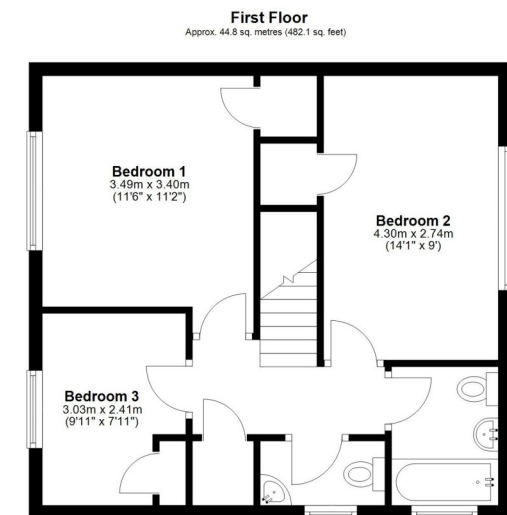 First Floor
Approx. 44.8 sq. metres (482.1 sq. feet)
Bedroom 1
3.49m x 3.40m
(11'6" x 11'2")
Bedroom 2
4.30m x 2.74m
(14'1" x 9')
Bedroom 3
3.03m x 2.41m
(9'11" x 7'11")